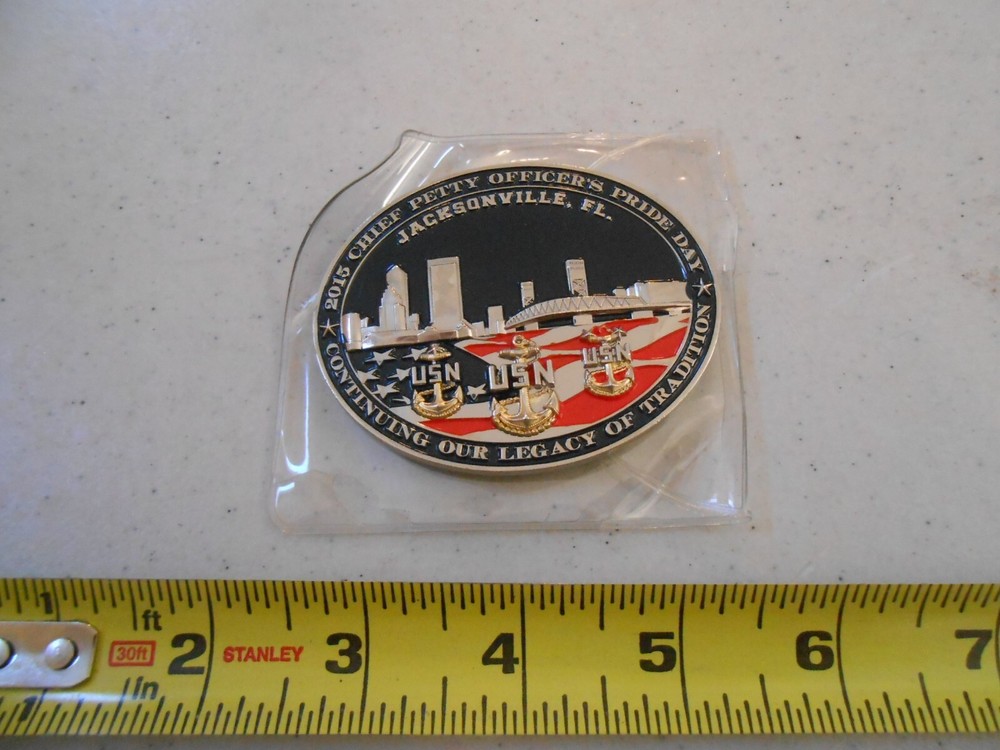 2015 CHIEF PETTY OFFICER'S PRIDE DAY
JACKSONVILLE, FL.
USN USN USN
CONTINUING OUR LEGACY OF TRADITION
1 ft
30ft 2 STANLEY 3 4 5 6 7
1 in